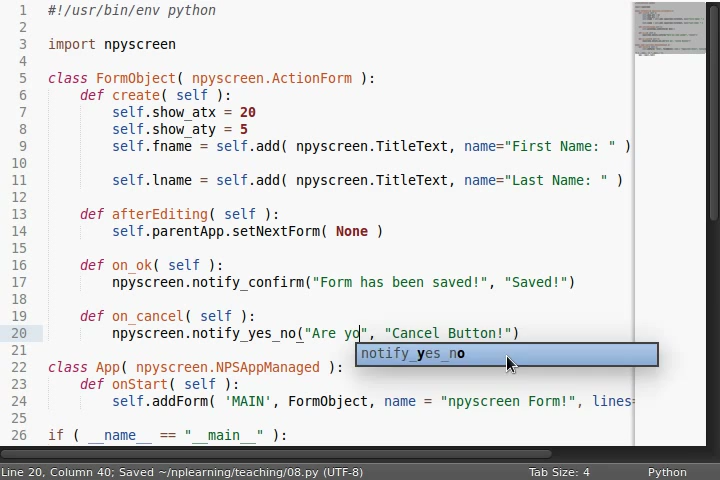 1 #!/usr/bin/env python
2
3 import npyscreen
4
5 class FormObject( npyscreen.ActionForm ):
6     def create( self ):
7         self.show_atx = 20
8         self.show_aty = 5
9         self.fname = self.add( npyscreen.TitleText, name="First Name: " )
10
11         self.lname = self.add( npyscreen.TitleText, name="Last Name: " )
12
13     def afterEditing( self ):
14         self.parentApp.setNextForm( None )
15
16     def on_ok( self ):
17         npyscreen.notify_confirm("Form has been saved!", "Saved!")
18
19     def on_cancel( self ):
20         npyscreen.notify_yes_no("Are yo", "Cancel Button!")
notify_yes_no
21
22 class App( npyscreen.NPSAppManaged ):
23     def onStart( self ):
24         self.addForm( 'MAIN', FormObject, name = "npyscreen Form!", lines=
25
26 if ( __name__ == "__main__" ):
Line 20, Column 40; Saved ~/nplearning/teaching/08.py (UTF-8) Tab Size: 4 Python